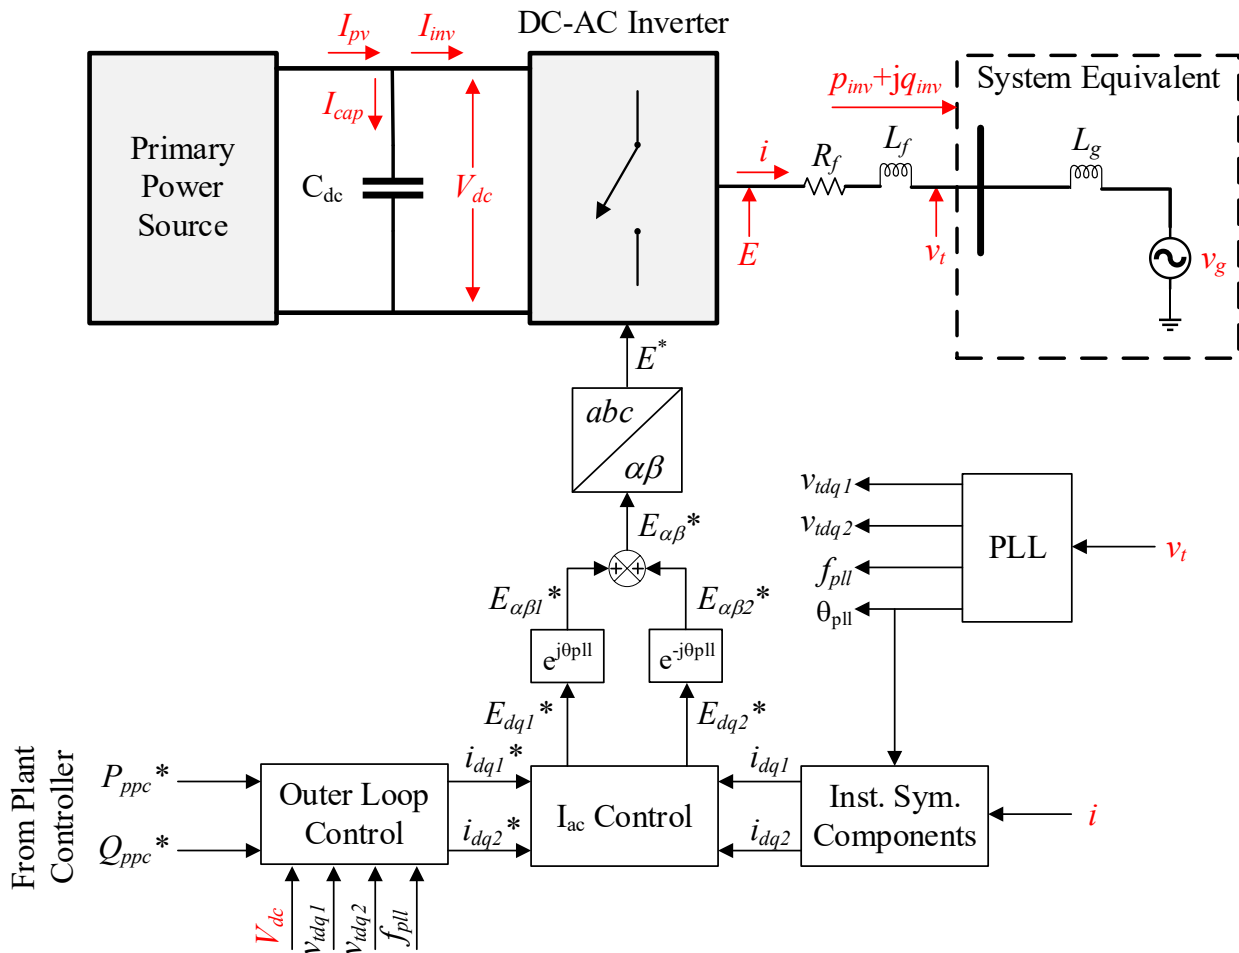 DC-AC Inverter
I_pv
I_inv
I_cap
Primary
Power
Source
C_dc
V_dc
p_inv+jq_inv
System Equivalent
i
R_f
L_f
L_g
E
v_t
v_g
E^*
abc
αβ
E_αβ*
+ +
E_αβ1*
E_αβ2*
e^jθpll
e^-jθpll
E_dq1*
E_dq2*
v_tdq1
v_tdq2
f_pll
θ_pll
PLL
v_t
From Plant
Controller
P_ppc*
Q_ppc*
Outer Loop
Control
i_dq1*
i_dq2*
I_ac Control
i_dq1
i_dq2
Inst. Sym.
Components
i
V_dc
v_tdq1
v_tdq2
f_pll